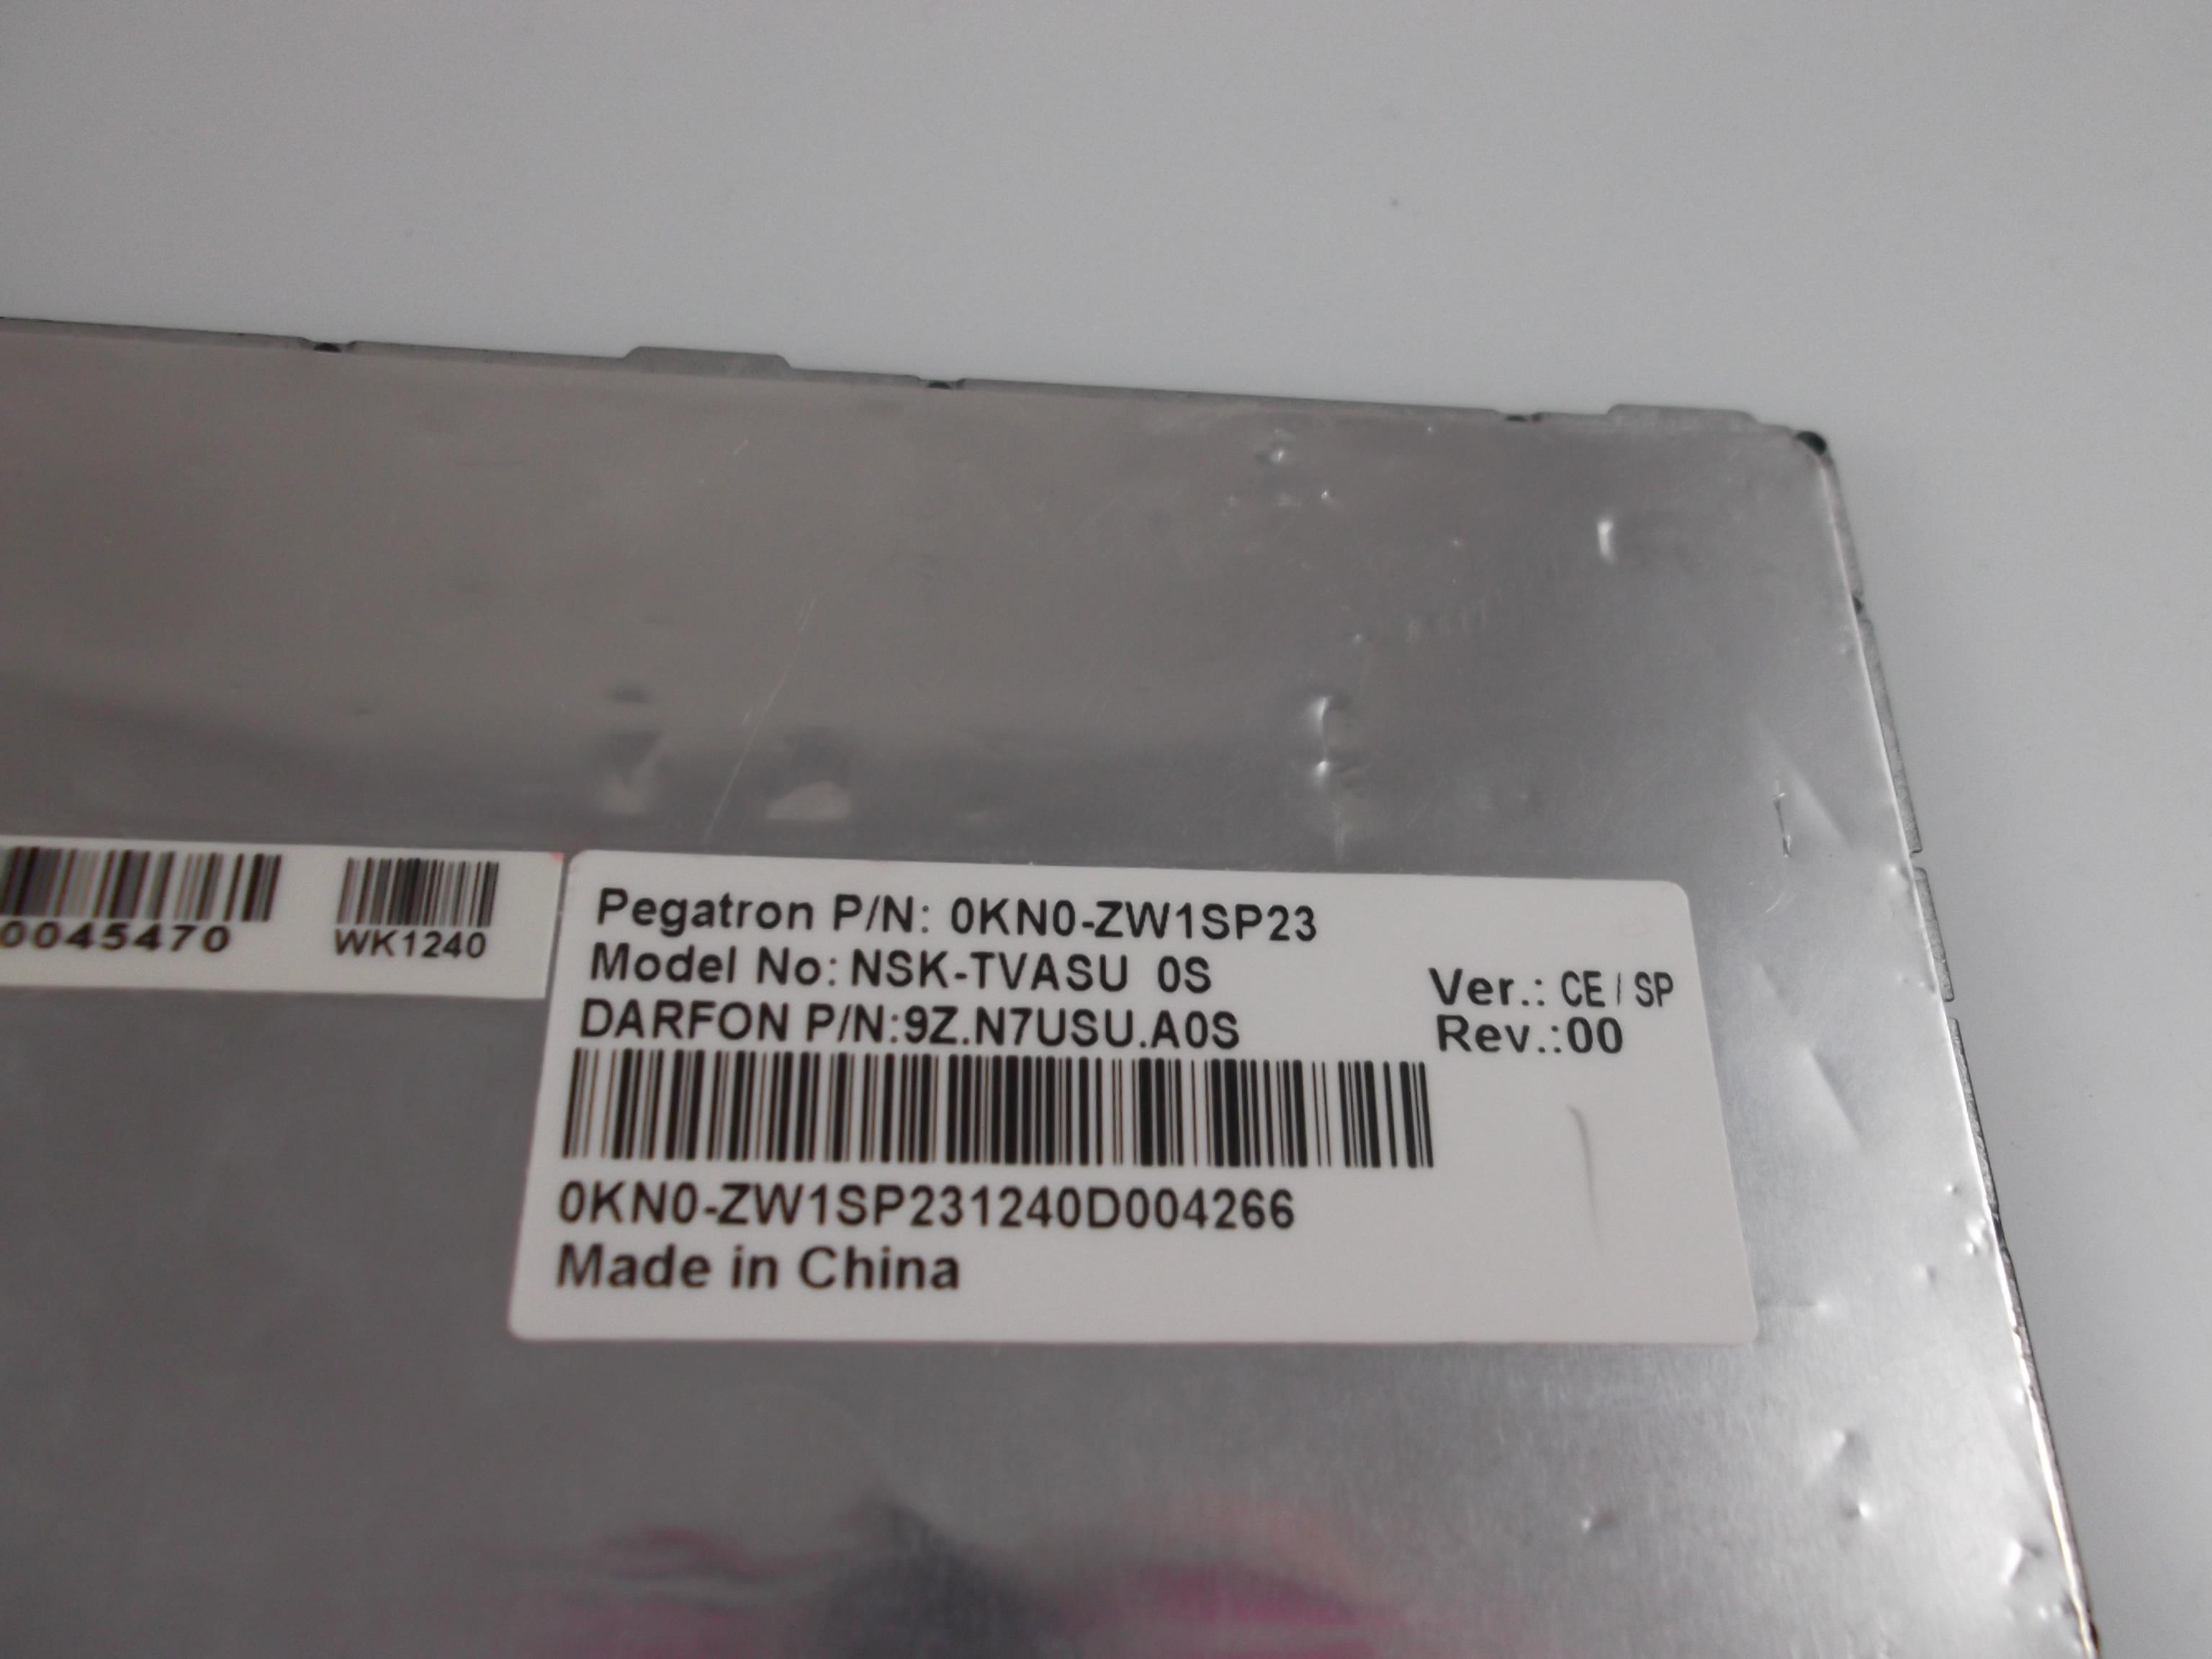 0045470
WK1240
Pegatron P/N: 0KN0-ZW1SP23
Model No: NSK-TVASU 0S
Ver.: CE / SP
DARFON P/N:9Z.N7USU.A0S
Rev.:00
0KN0-ZW1SP231240D004266
Made in China